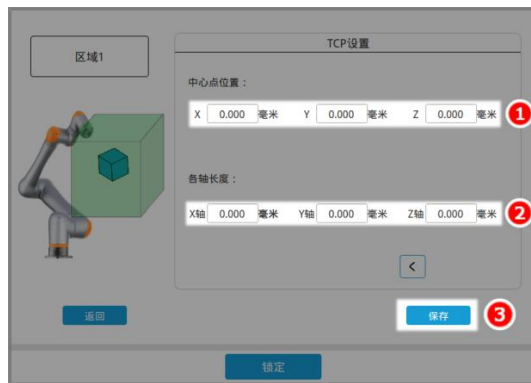 区域1
TCP设置
中心点位置：
X 0.000 毫米 Y 0.000 毫米 Z 0.000 毫米 1
各轴长度：
X轴 0.000 毫米 Y轴 0.000 毫米 Z轴 0.000 毫米 2
<
返回 保存 3
锁定